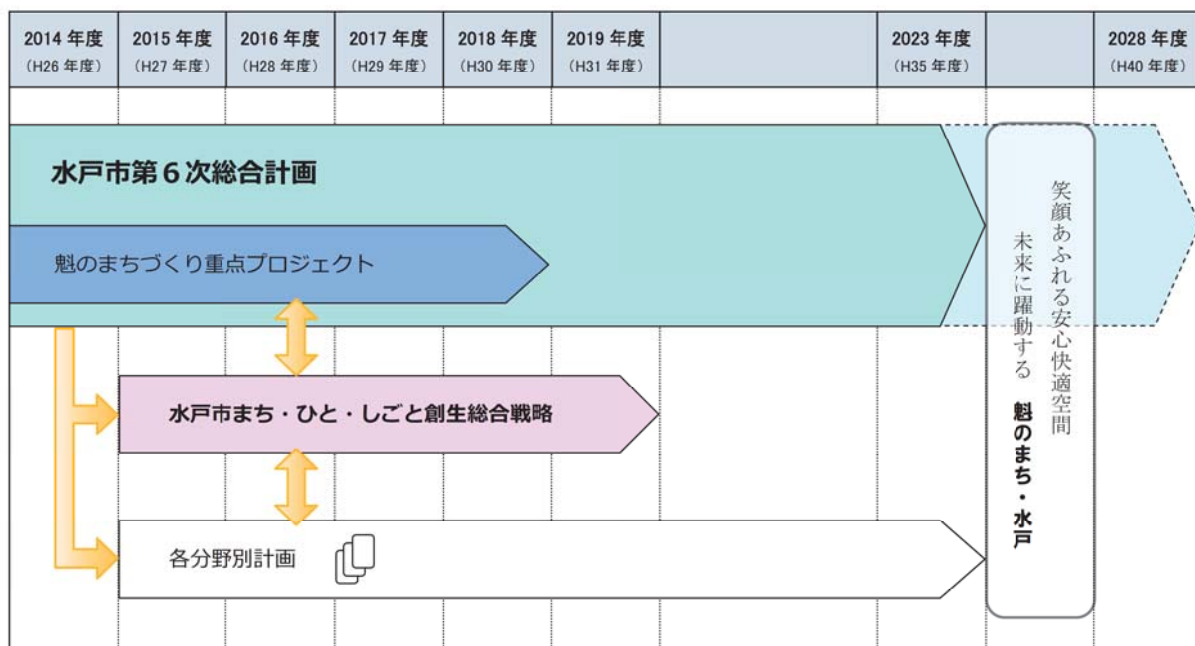 2014 年度
（H26 年度）
2015 年度
（H27 年度）
2016 年度
（H28 年度）
2017 年度
（H29 年度）
2018 年度
（H30 年度）
2019 年度
（H31 年度）
2023 年度
（H35 年度）
2028 年度
（H40 年度）
水戸市第６次総合計画
魁のまちづくり重点プロジェクト
水戸市まち・ひと・しごと創生総合戦略
各分野別計画
笑顔あふれる安心快適空間
未来に躍動する 魁のまち・水戸